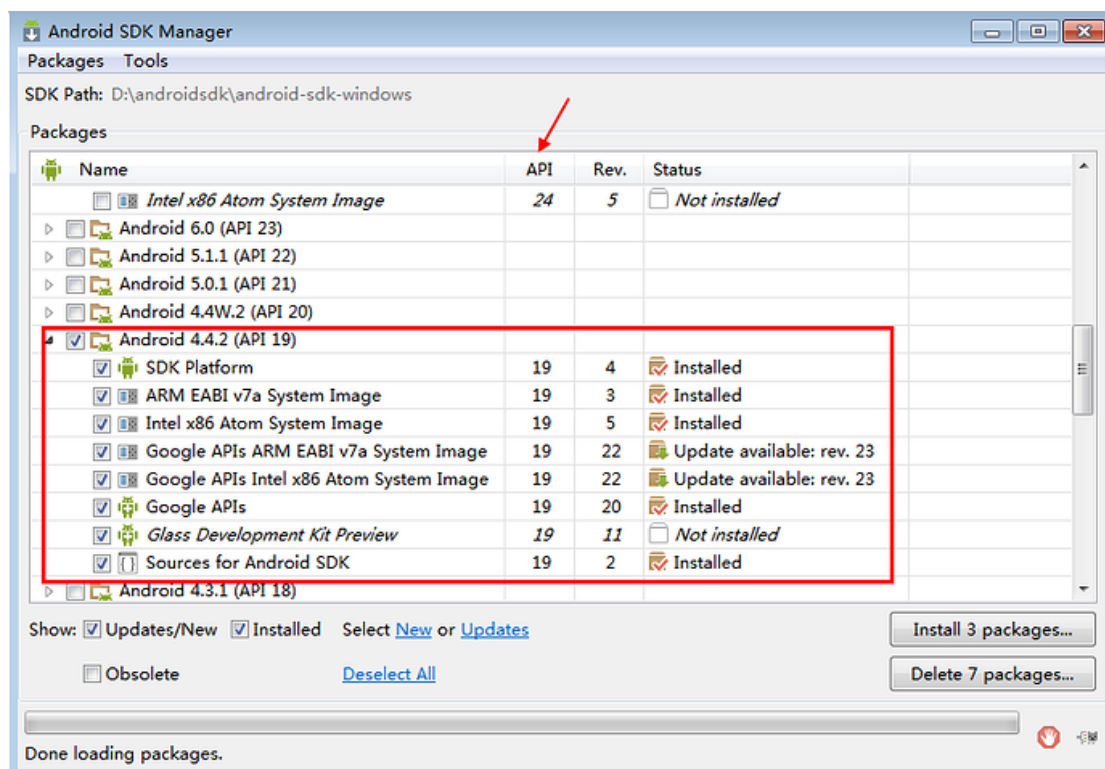 Android SDK Manager
Packages Tools
SDK Path: D:\androidsdk\android-sdk-windows
Packages
Name API Rev. Status
Intel x86 Atom System Image 24 5 Not installed
Android 6.0 (API 23)
Android 5.1.1 (API 22)
Android 5.0.1 (API 21)
Android 4.4W.2 (API 20)
Android 4.4.2 (API 19)
SDK Platform 19 4 Installed
ARM EABI v7a System Image 19 3 Installed
Intel x86 Atom System Image 19 5 Installed
Google APIs ARM EABI v7a System Image 19 22 Update available: rev. 23
Google APIs Intel x86 Atom System Image 19 22 Update available: rev. 23
Google APIs 19 20 Installed
Glass Development Kit Preview 19 11 Not installed
Sources for Android SDK 19 2 Installed
Android 4.3.1 (API 18)
Show: Updates/New Installed Select New or Updates Install 3 packages...
Obsolete Deselect All Delete 7 packages...
Done loading packages.